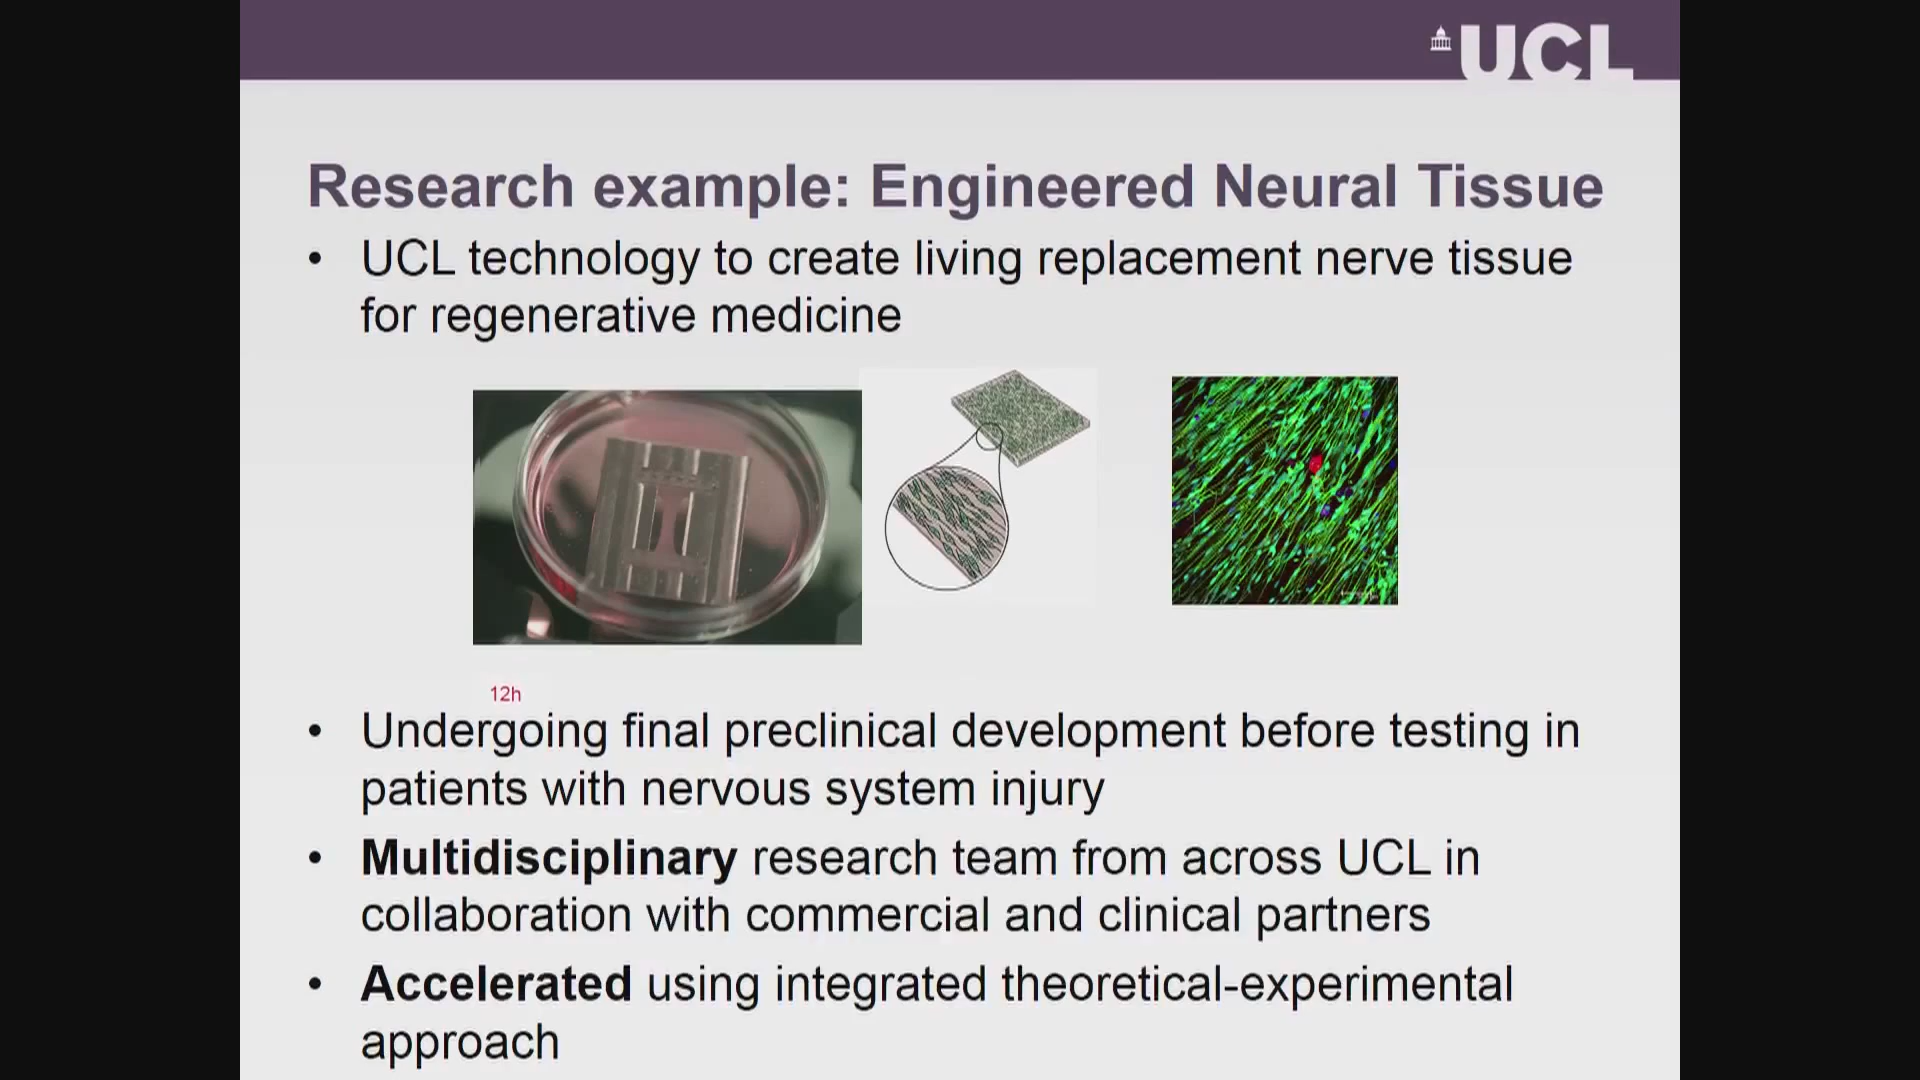 UCL
Research example: Engineered Neural Tissue
• UCL technology to create living replacement nerve tissue
for regenerative medicine
12h
• Undergoing final preclinical development before testing in
patients with nervous system injury
• Multidisciplinary research team from across UCL in
collaboration with commercial and clinical partners
• Accelerated using integrated theoretical-experimental
approach